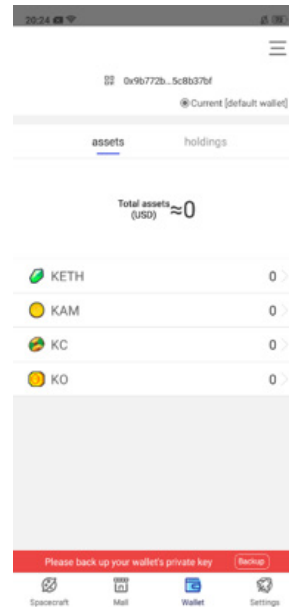 20:24
0x9b772b...5c8b37bf
Current [default wallet]
assets holdings
Total assets
(USD) ≈0
KETH 0
KAM 0
KC 0
KO 0
Please back up your wallet's private key Backup
Spacecraft Mall Wallet Settings